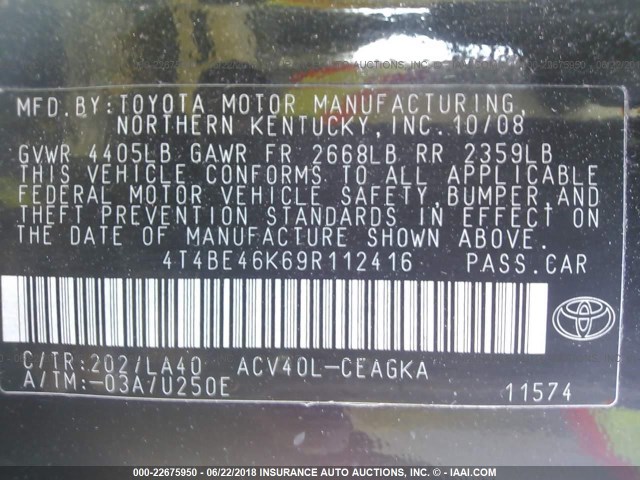 MFD. BY: TOYOTA MOTOR MANUFACTURING,
NORTHERN KENTUCKY, INC. 10/08
GVWR 4405LB GAWR FR 2668LB RR 2359LB
THIS VEHICLE CONFORMS TO ALL APPLICABLE
FEDERAL MOTOR VEHICLE SAFETY, BUMPER, AND
THEFT PREVENTION STANDARDS IN EFFECT ON
THE DATE OF MANUFACTURE SHOWN ABOVE.
4T4BE46K69R112416 PASS. CAR
C/TR: 202/LA40 ACV40L-CEAGKA
A/TM: -03A/U250E
11574
000-22675950 - 06/22/2018 INSURANCE AUTO AUCTIONS, INC. - IAAI.COM